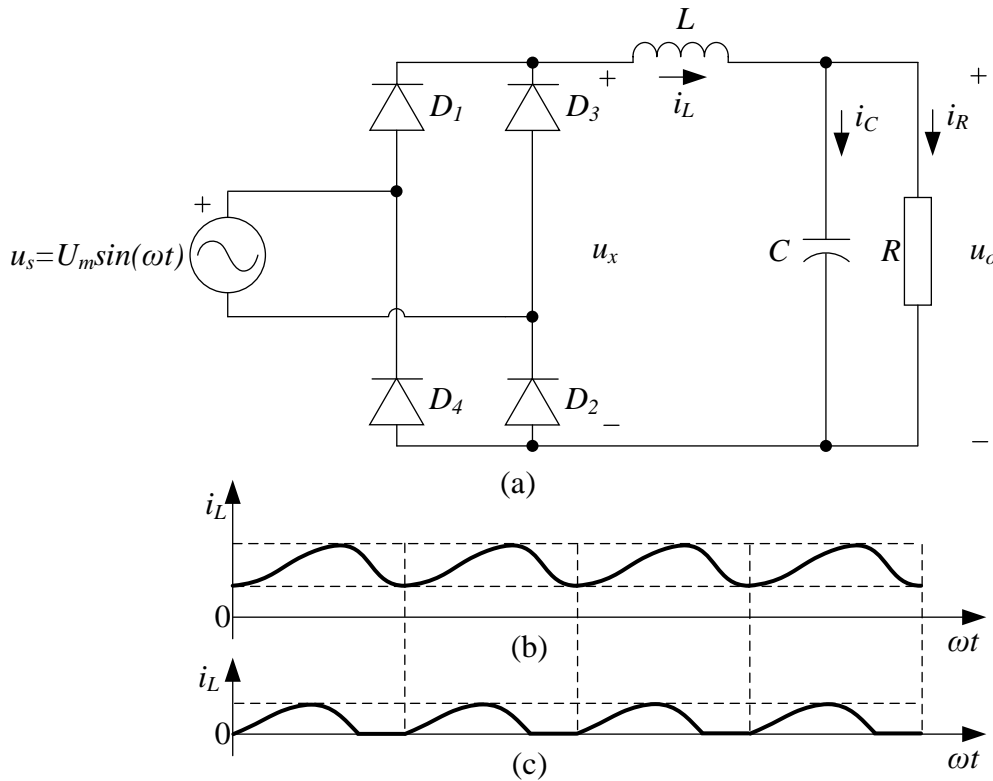 L
+
D1
D3
iL
iC
iR
+
+
us=Umsin(ωt)
ux
C
R
uo
D4
D2
−
−
(a)
iL
0
(b)
ωt
iL
0
(c)
ωt